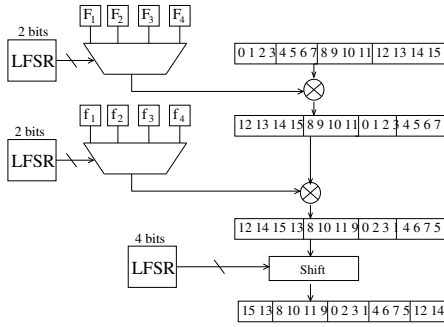 F1 F2 F3 F4
2 bits
LFSR
0 1 2 3 4 5 6 7 8 9 10 11 12 13 14 15
f1 f2 f3 f4
2 bits
LFSR
12 13 14 15 8 9 10 11 0 1 2 3 4 5 6 7
12 14 15 13 8 10 11 9 0 2 3 1 4 6 7 5
4 bits
LFSR
Shift
15 13 8 10 11 9 0 2 3 1 4 6 7 5 12 14